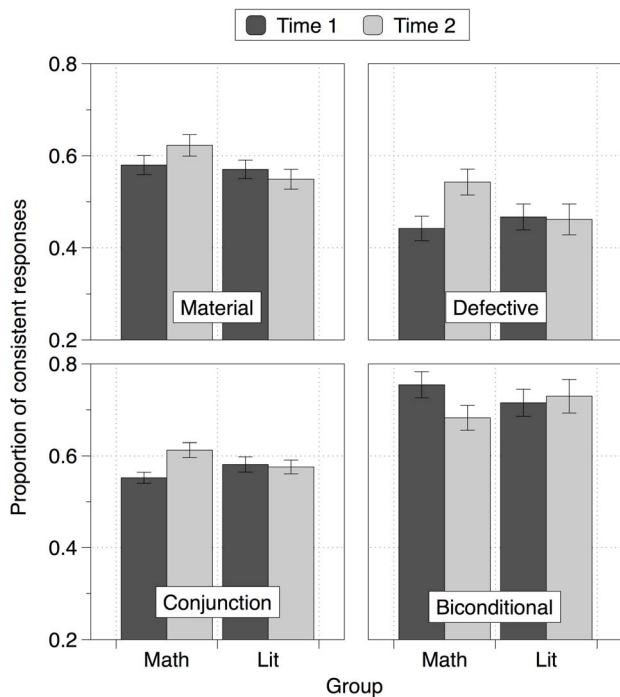 Time 1 Time 2
0.8
0.6
0.4
0.2
Material
Defective
0.8
0.6
0.4
0.2
Conjunction
Biconditional
Proportion of consistent responses
Math Lit Math Lit
Group